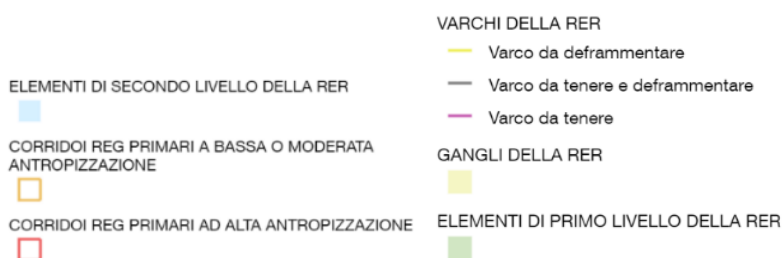 ELEMENTI DI SECONDO LIVELLO DELLA RER
CORRIDOI REG PRIMARI A BASSA O MODERATA
ANTROPIZZAZIONE
CORRIDOI REG PRIMARI AD ALTA ANTROPIZZAZIONE
VARCHI DELLA RER
Varco da deframmentare
Varco da tenere e deframmentare
Varco da tenere
GANGLI DELLA RER
ELEMENTI DI PRIMO LIVELLO DELLA RER